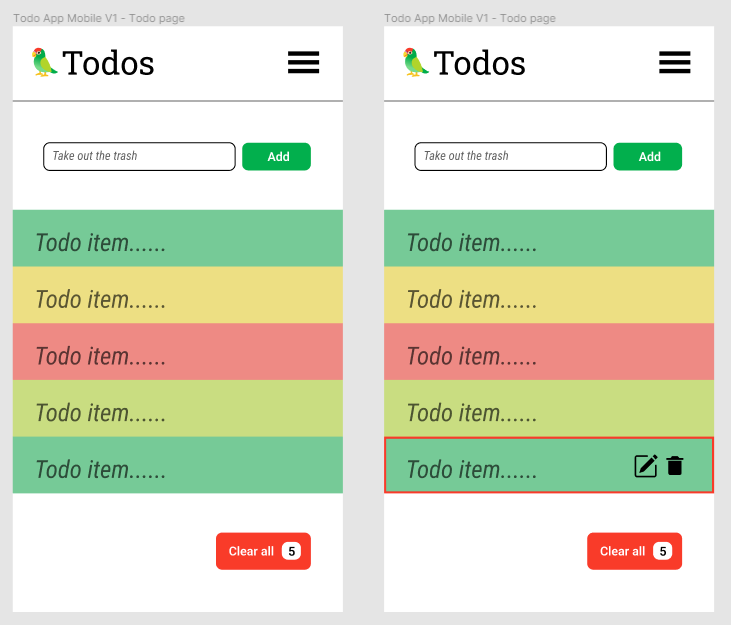 Todo App Mobile V1 - Todo page
Todos
Take out the trash
Add
Todo item......
Todo item......
Todo item......
Todo item......
Todo item......
Clear all 5
Todo App Mobile V1 - Todo page
Todos
Take out the trash
Add
Todo item......
Todo item......
Todo item......
Todo item......
Todo item......
Clear all 5